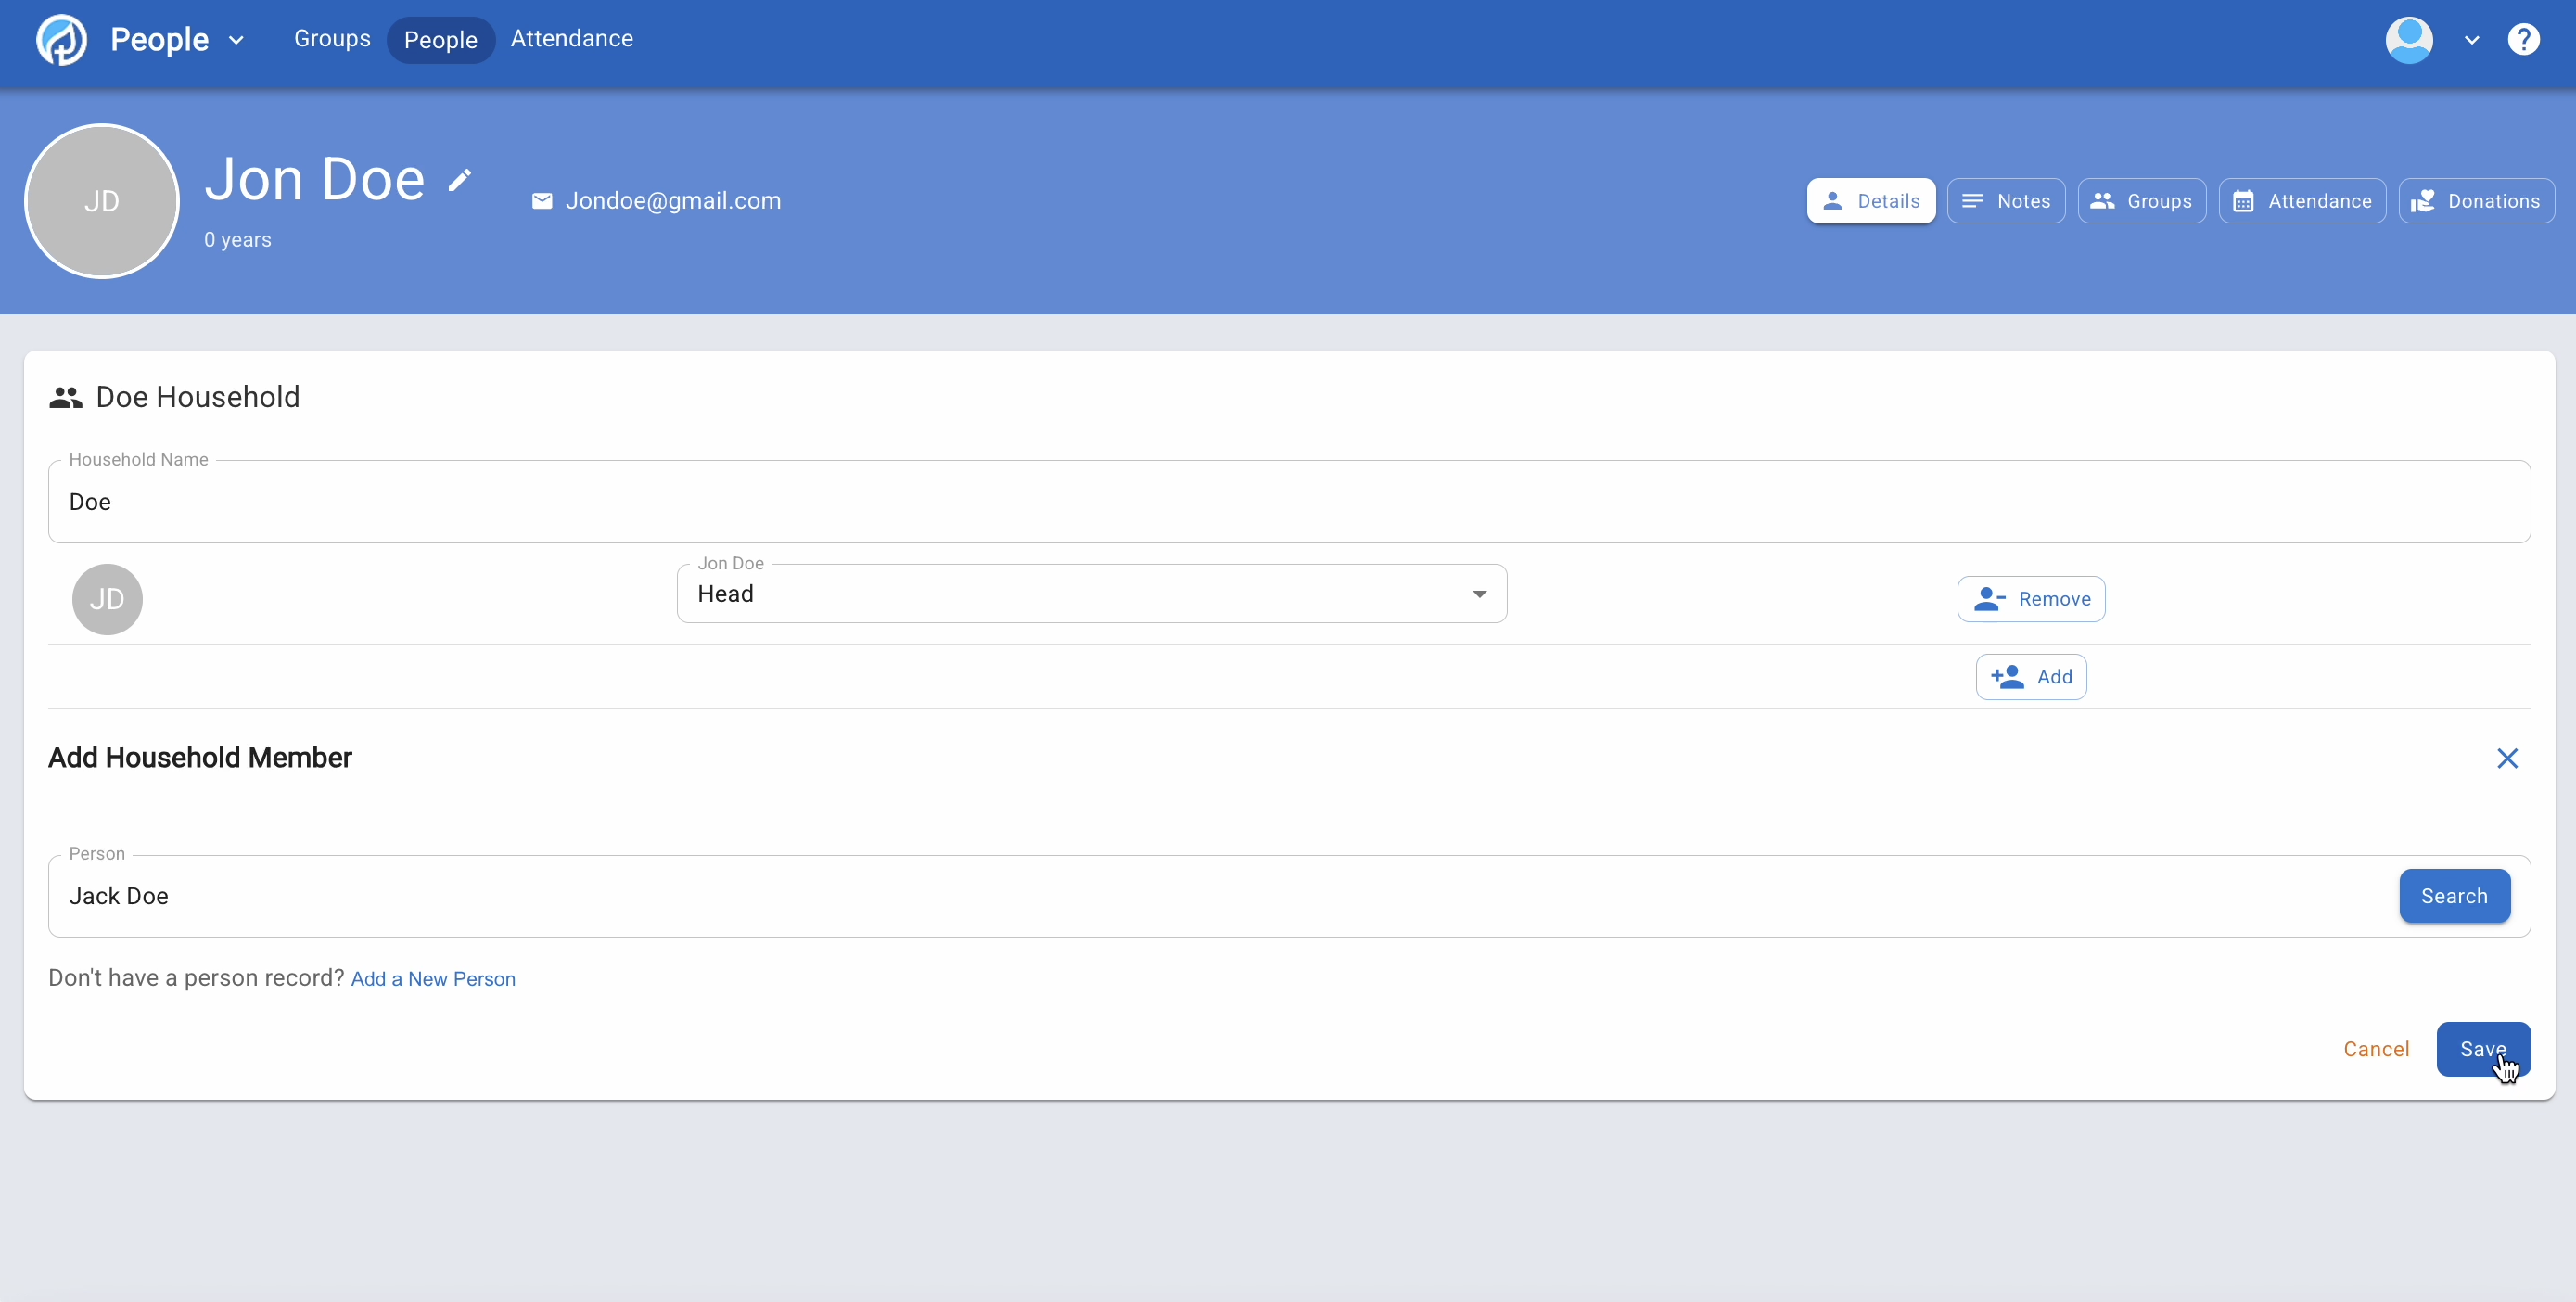 People Groups People Attendance
JD Jon Doe
0 years
Jondoe@gmail.com
Details Notes Groups Attendance Donations
Doe Household
Household Name
Doe
JD
Jon Doe
Head
Remove
Add
Add Household Member
Person
Jack Doe
Search
Don't have a person record? Add a New Person
Cancel Save